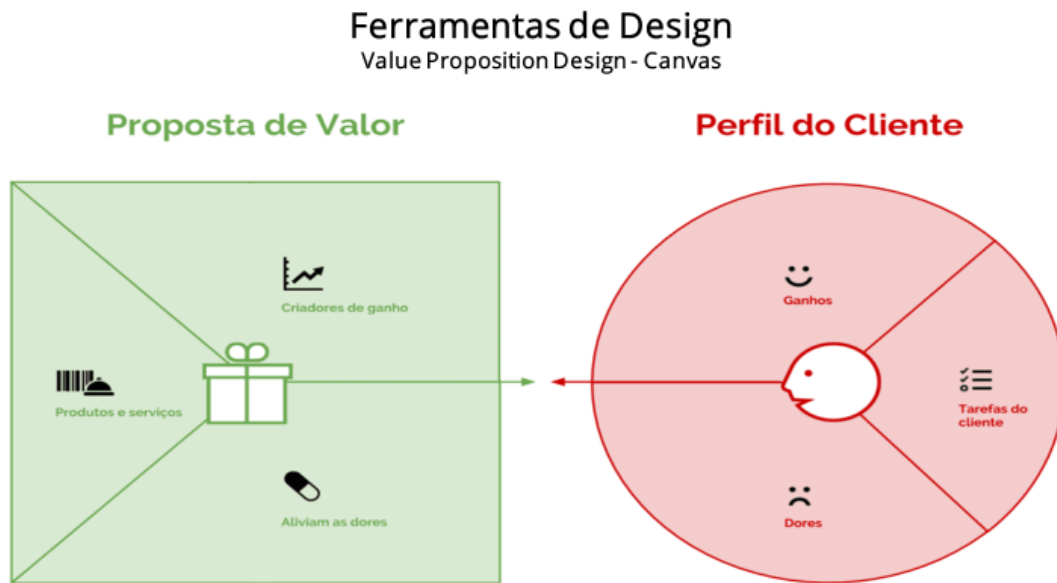 Ferramentas de Design
Value Proposition Design - Canvas
Proposta de Valor
Perfil do Cliente
Criadores de ganho
Produtos e serviços
Aliviam as dores
Ganhos
Tarefas do
cliente
Dores